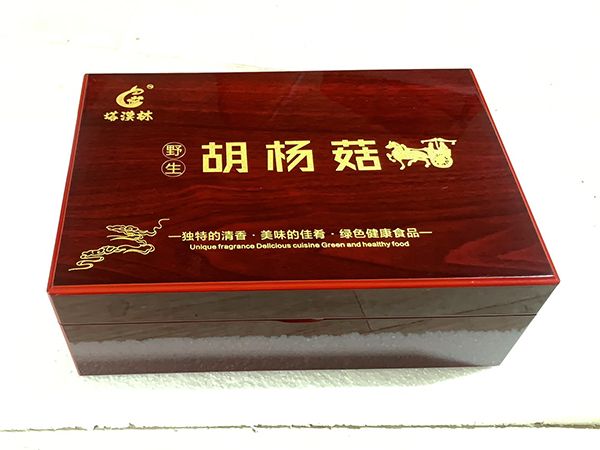 塔漠林
野生
胡杨菇
—独特的清香·美味的佳肴·绿色健康食品—
Unique fragrance Delicious cuisine Green and healthy food